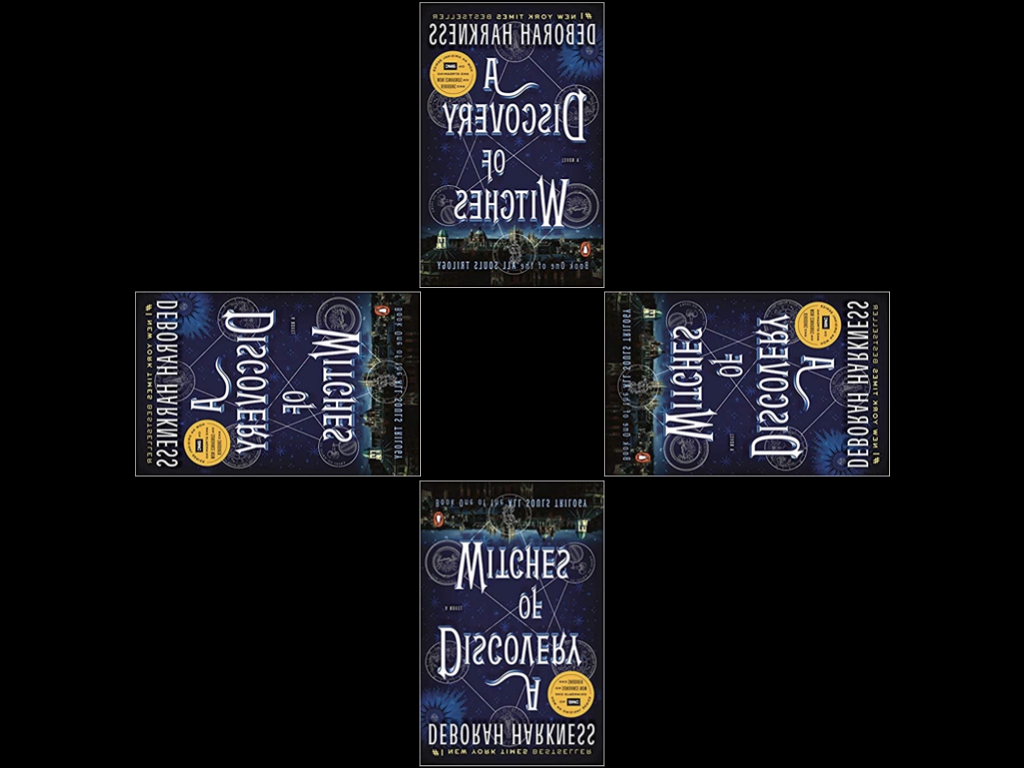 #1 NEW YORK TIMES BESTSELLER
DEBORAH HARKNESS
A
DISCOVERY
OF
A NOVEL
WITCHES
Book One of the ALL SOULS TRILOGY
#1 NEW YORK TIMES BESTSELLER
DEBORAH HARKNESS
A
DISCOVERY
OF
A NOVEL
WITCHES
Book One of the ALL SOULS TRILOGY
#1 NEW YORK TIMES BESTSELLER
DEBORAH HARKNESS
A
DISCOVERY
OF
A NOVEL
WITCHES
Book One of the ALL SOULS TRILOGY
Book One of the ALL SOULS TRILOGY
WITCHES
A NOVEL
OF
DISCOVERY
A
DEBORAH HARKNESS
#1 NEW YORK TIMES BESTSELLER